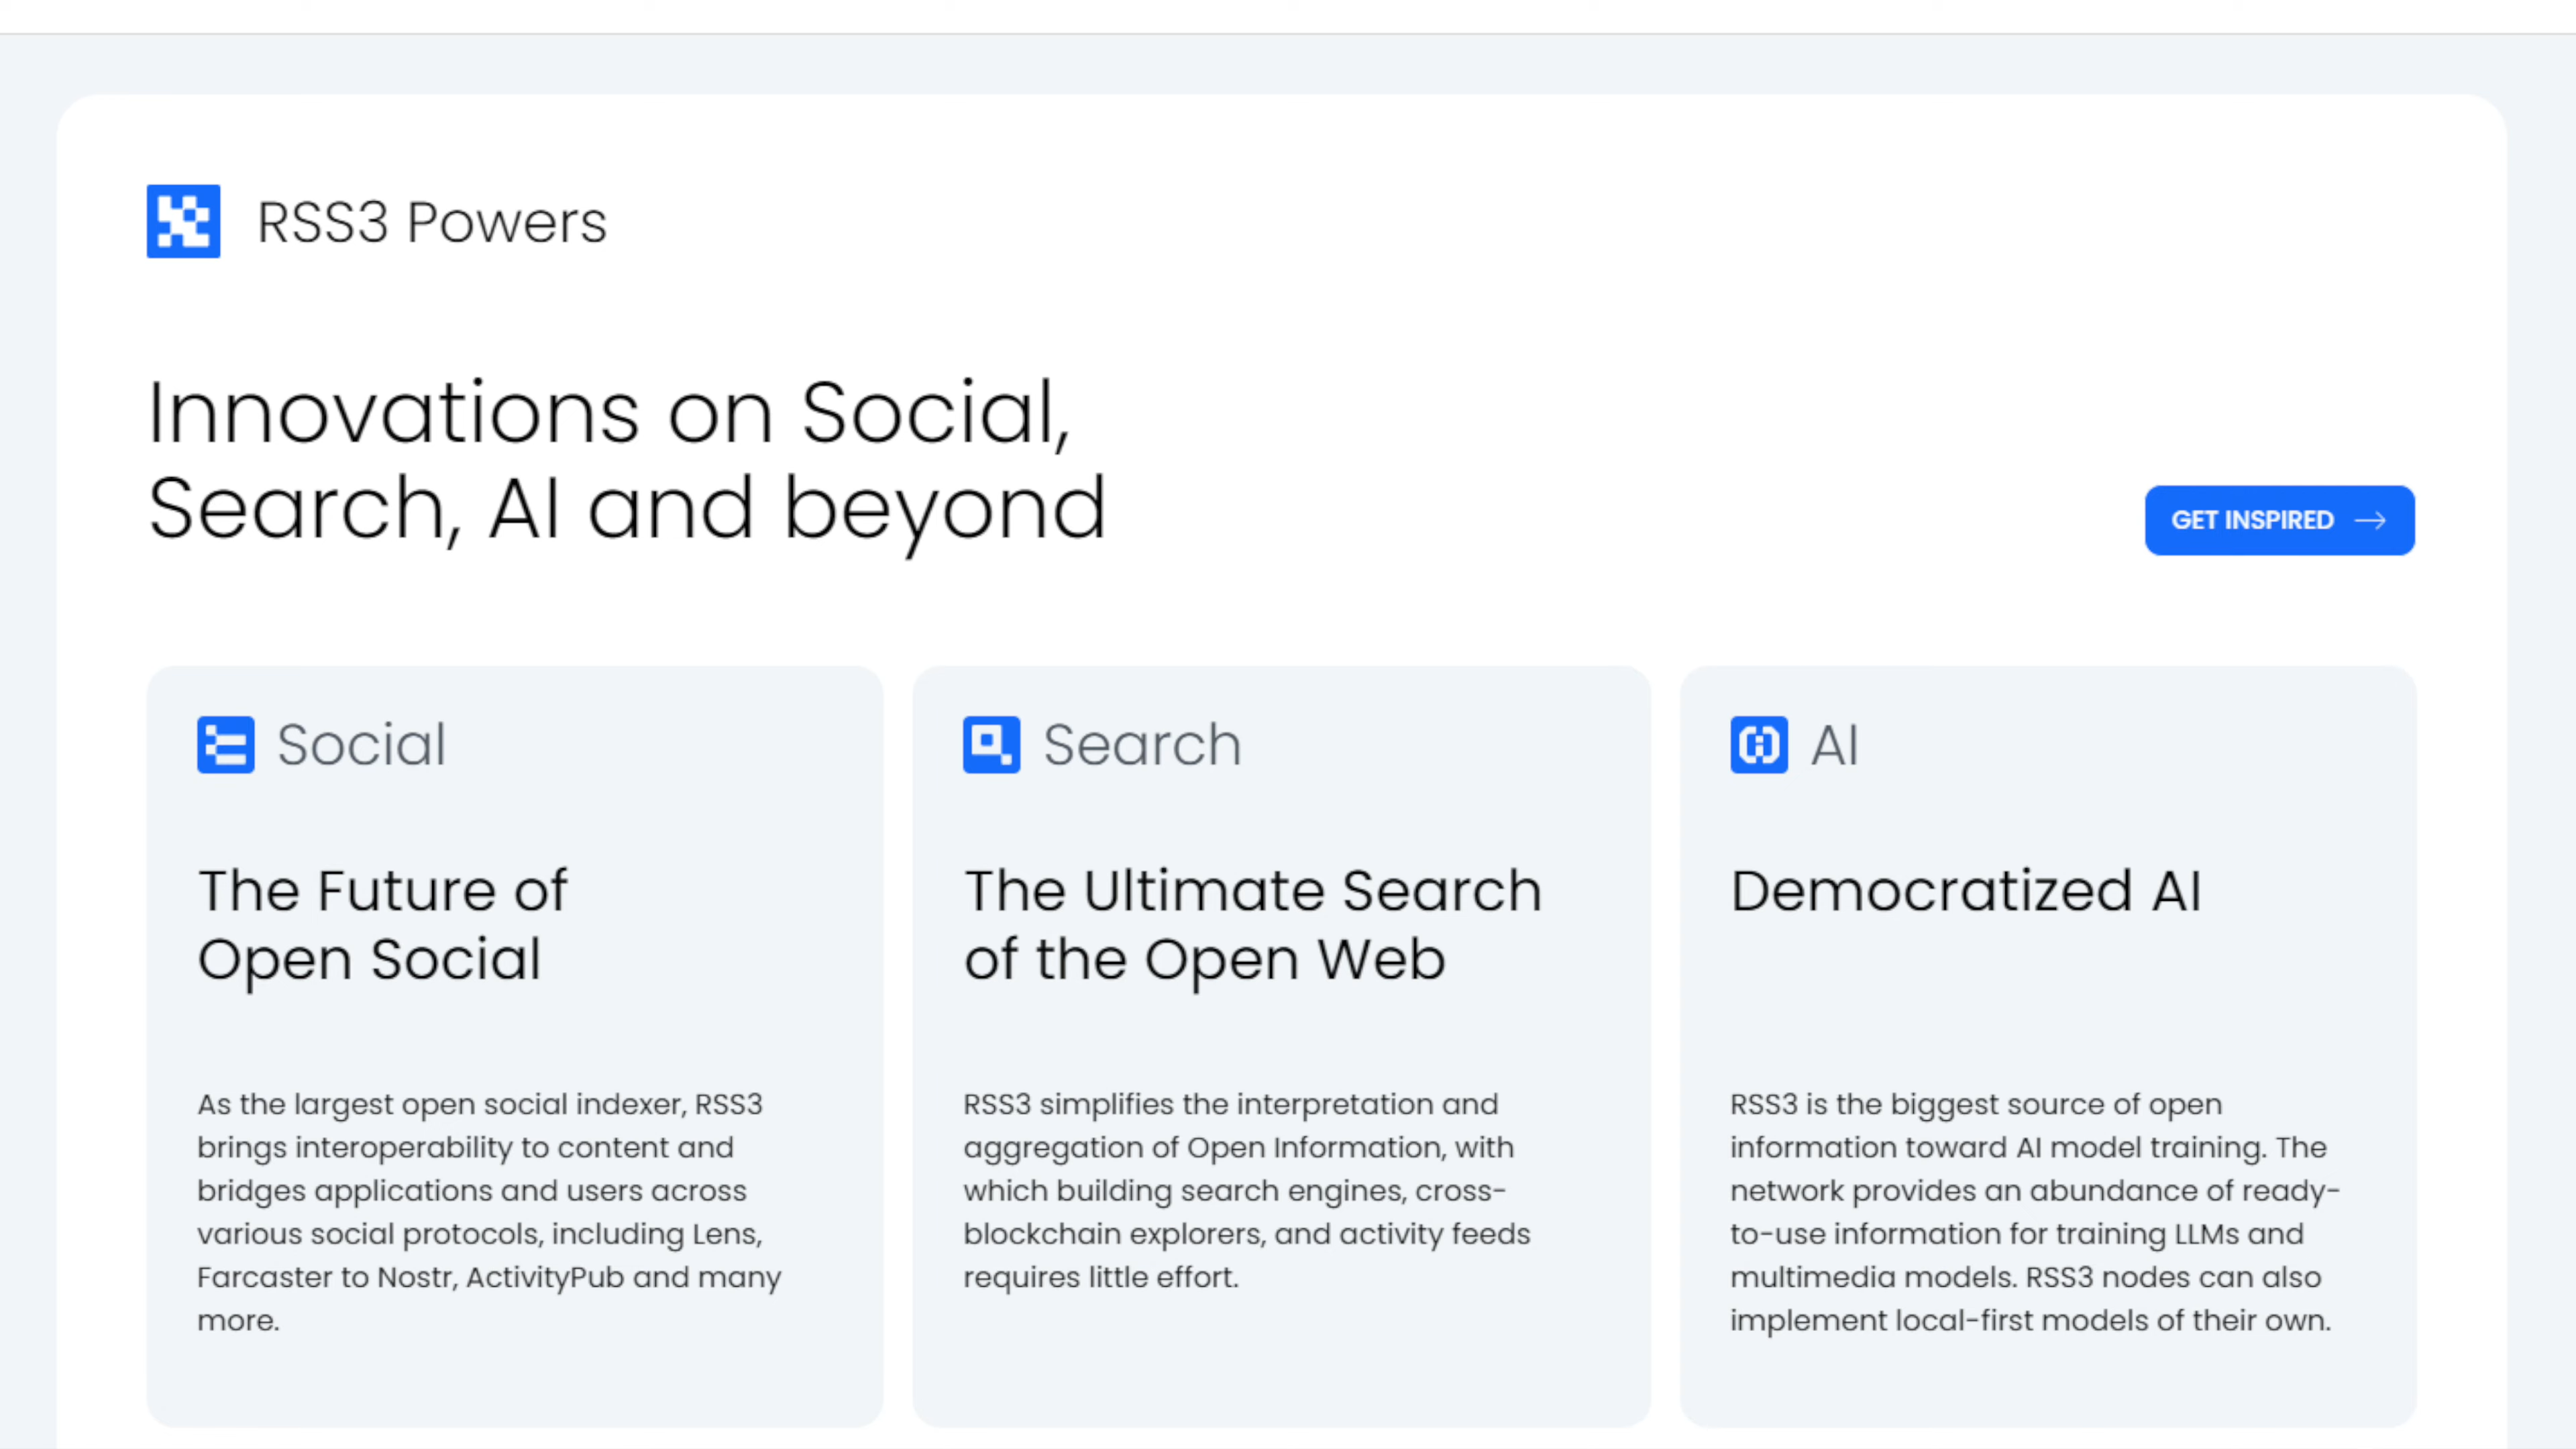 RSS3 Powers
Innovations on Social,
Search, AI and beyond
GET INSPIRED
Social
The Future of
Open Social
As the largest open social indexer, RSS3
brings interoperability to content and
bridges applications and users across
various social protocols, including Lens,
Farcaster to Nostr, ActivityPub and many
more.
Search
The Ultimate Search
of the Open Web
RSS3 simplifies the interpretation and
aggregation of Open Information, with
which building search engines, cross-
blockchain explorers, and activity feeds
requires little effort.
AI
Democratized AI
RSS3 is the biggest source of open
information toward AI model training. The
network provides an abundance of ready-
to-use information for training LLMs and
multimedia models. RSS3 nodes can also
implement local-first models of their own.